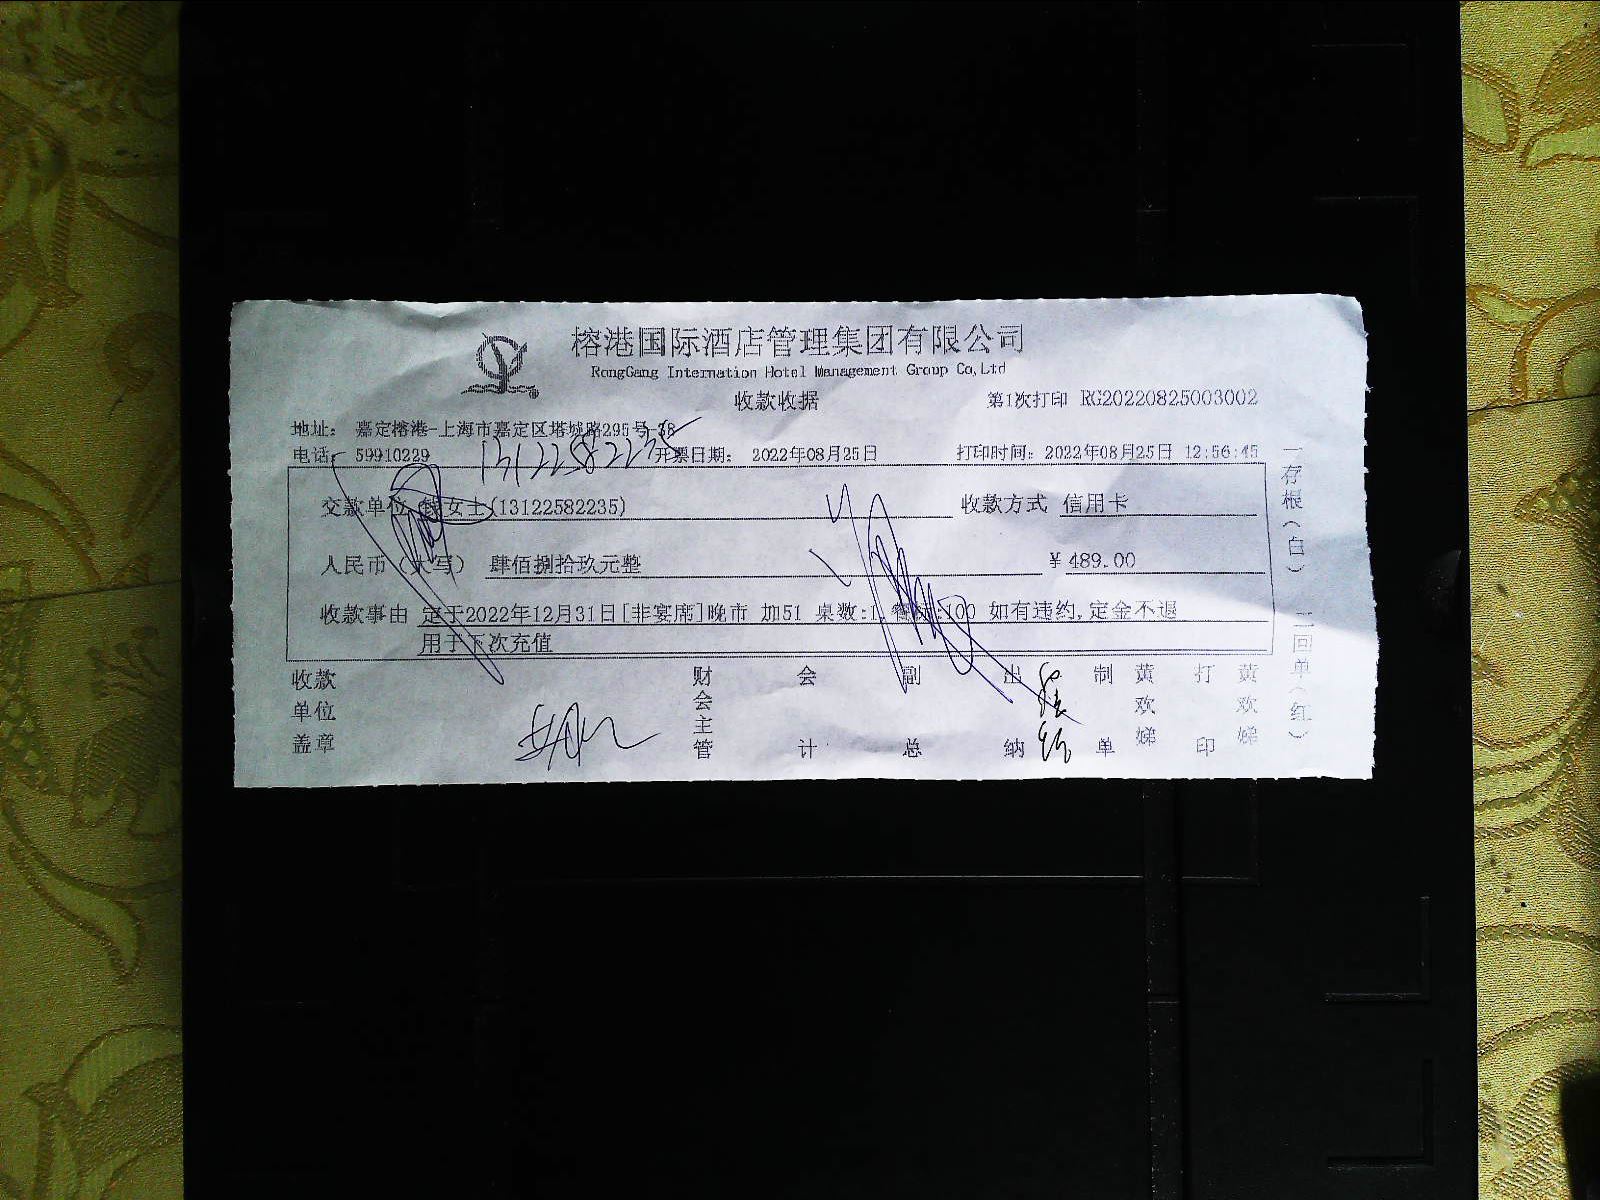 榕港国际酒店管理集团有限公司
RongGang Internation Hotel Management Group Co,Ltd
收款收据
第1次打印 RG20220825003002
地址： 嘉定榕港-上海市嘉定区塔城路295号-38
电话： 59910229 13122582235 开票日期： 2022年08月25日 打印时间：2022年08月25日 12:56:45
交款单位 钱女士(13122582235) 收款方式 信用卡
人民币（大写） 肆佰捌拾玖元整 ￥489.00
收款事由 定于2022年12月31日[非宴席]晚市 加51 桌数:1, 餐标:100 如有违约,定金不退
用于下次充值
收款单位盖章 财会主管 会计 副总 出纳 制单 黄欢娣 打印 黄欢娣
一存根（白） 二回单（红）